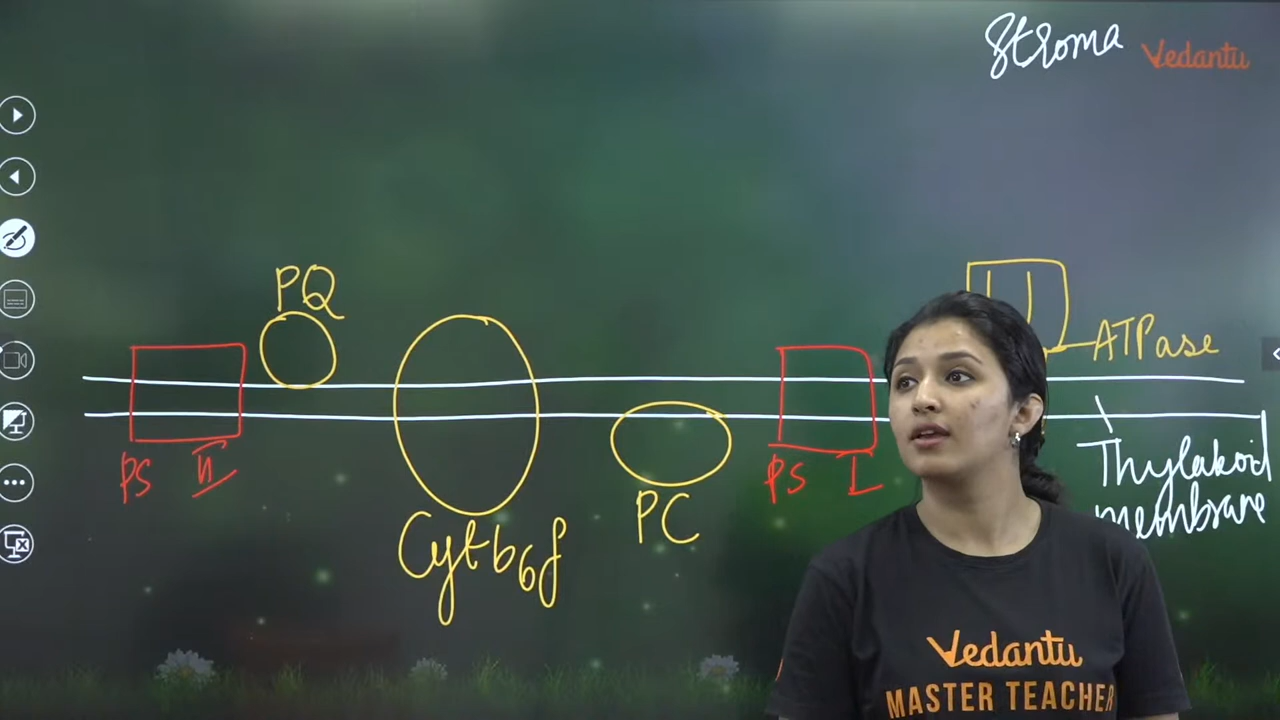 Stroma
Vedantu
PQ
ATPase
PS II
Cyt b6f
PC
PS I
Thylakoid
membrane
Vedantu
MASTER TEACHER